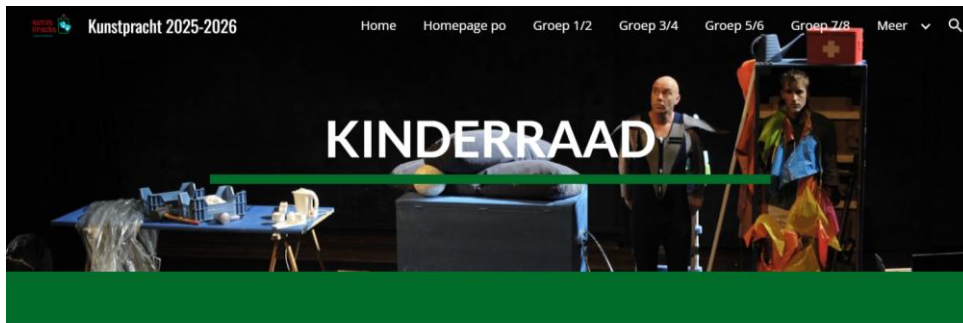 Kunstpracht 2025-2026
Home
Homepage po
Groep 1/2
Groep 3/4
Groep 5/6
Groep 7/8
Meer
KINDERRAAD